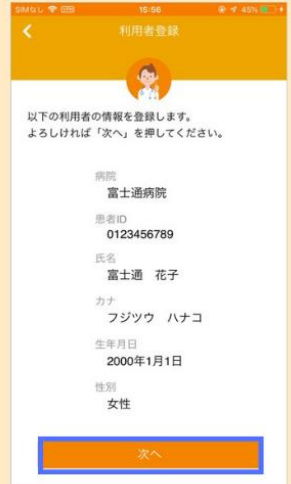 SIMなし VPN 15:56 45%
利用者登録
以下の利用者の情報を登録します。
よろしければ「次へ」を押してください。
病院
富士通病院
患者ID
0123456789
氏名
富士通 花子
カナ
フジツウ ハナコ
生年月日
2000年1月1日
性別
女性
次へ